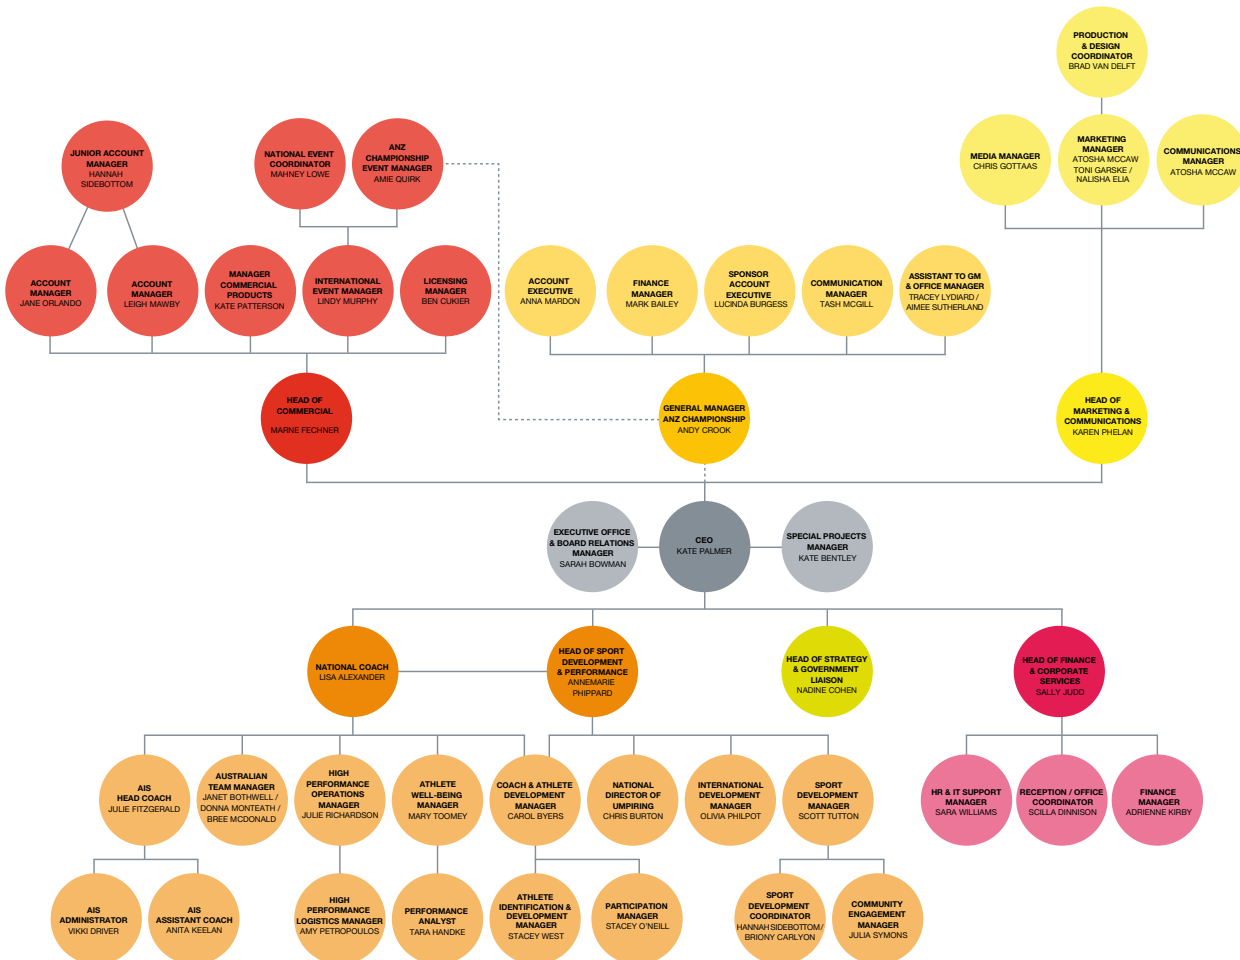 PRODUCTION
& DESIGN
COORDINATOR
BRAD VAN DELFT
JUNIOR ACCOUNT
MANAGER
HANNAH
SIDEBOTTOM
NATIONAL EVENT
COORDINATOR
MAHNEY LOWE
ANZ
CHAMPIONSHIP
EVENT MANAGER
AMIE QUIRK
MEDIA MANAGER
CHRIS GOTTAAS
MARKETING
MANAGER
ATOSHA MCCAW
TONI GARSKE /
NALISHA ELIA
COMMUNICATIONS
MANAGER
ATOSHA MCCAW
ACCOUNT
MANAGER
JANE ORLANDO
ACCOUNT
MANAGER
LEIGH MAWBY
MANAGER
COMMERCIAL
PRODUCTS
KATE PATTERSON
INTERNATIONAL
EVENT MANAGER
LINDY MURPHY
LICENSING
MANAGER
BEN CUKIER
ACCOUNT
EXECUTIVE
ANNA MARDON
FINANCE
MANAGER
MARK BAILEY
SPONSOR
ACCOUNT
EXECUTIVE
LUCINDA BURGESS
COMMUNICATION
MANAGER
TASH MCGILL
ASSISTANT TO GM
& OFFICE MANAGER
TRACEY LYDIARD /
AIMEE SUTHERLAND
HEAD OF
COMMERCIAL
MARNE FECHNER
GENERAL MANAGER
ANZ CHAMPIONSHIP
ANDY CROOK
HEAD OF
MARKETING &
COMMUNICATIONS
KAREN PHELAN
EXECUTIVE OFFICE
& BOARD RELATIONS
MANAGER
SARAH BOWMAN
CEO
KATE PALMER
SPECIAL PROJECTS
MANAGER
KATE BENTLEY
NATIONAL COACH
LISA ALEXANDER
HEAD OF SPORT
DEVELOPMENT
& PERFORMANCE
ANNEMARIE
PHIPPARD
HEAD OF STRATEGY
& GOVERNMENT
LIAISON
NADINE COHEN
HEAD OF FINANCE
& CORPORATE
SERVICES
SALLY JUDD
AIS
HEAD COACH
JULIE FITZGERALD
AUSTRALIAN
TEAM MANAGER
JANET BOTHWELL /
DONNA MONTEATH /
BREE MCDONALD
HIGH
PERFORMANCE
OPERATIONS
MANAGER
JULIE RICHARDSON
ATHLETE
WELL-BEING
MANAGER
MARY TOOMEY
COACH & ATHLETE
DEVELOPMENT
MANAGER
CAROL BYERS
NATIONAL
DIRECTOR OF
UMPIRING
CHRIS BURTON
INTERNATIONAL
DEVELOPMENT
MANAGER
OLIVIA PHILPOT
SPORT
DEVELOPMENT
MANAGER
SCOTT TUTTON
HR & IT SUPPORT
MANAGER
SARA WILLIAMS
RECEPTION / OFFICE
COORDINATOR
SCILLA DINNISON
FINANCE
MANAGER
ADRIENNE KIRBY
AIS
ADMINISTRATOR
VIKKI DRIVER
AIS
ASSISTANT COACH
ANITA KEELAN
HIGH
PERFORMANCE
LOGISTICS MANAGER
AMY PETROPOULOS
PERFORMANCE
ANALYST
TARA HANDKE
ATHLETE
IDENTIFICATION &
DEVELOPMENT
MANAGER
STACEY WEST
PARTICIPATION
MANAGER
STACEY O'NEILL
SPORT
DEVELOPMENT
COORDINATOR
HANNAH SIDEBOTTOM /
BRIONY CARLYON
COMMUNITY
ENGAGEMENT
MANAGER
JULIA SYMONS